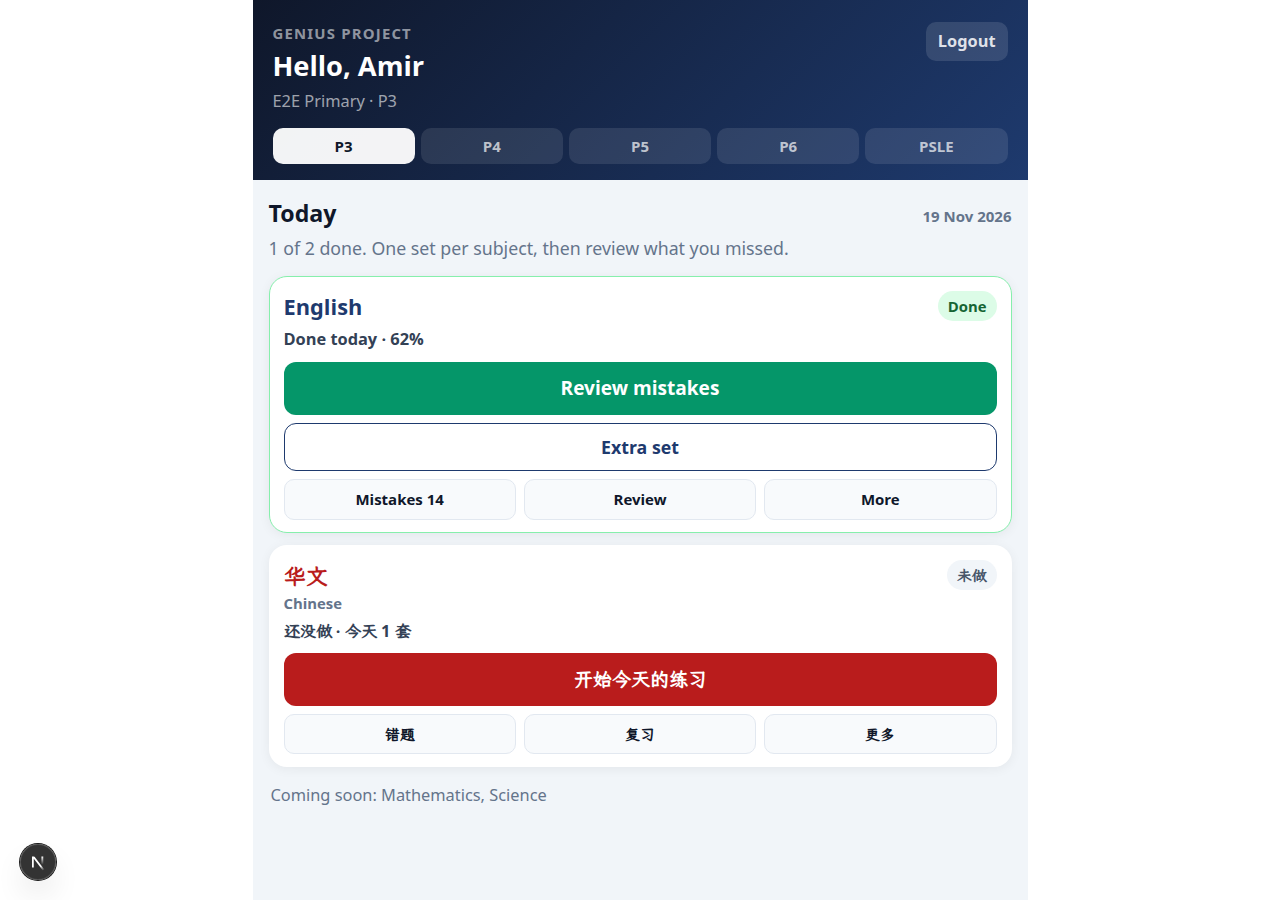 GENIUS PROJECT
Logout
Hello, Amir
E2E Primary · P3
P3 P4 P5 P6 PSLE
Today
19 Nov 2026
1 of 2 done. One set per subject, then review what you missed.
English
Done
Done today · 62%
Review mistakes
Extra set
Mistakes 14 Review More
华文
未做
Chinese
还没做 · 今天 1 套
开始今天的练习
错题 复习 更多
Coming soon: Mathematics, Science
N